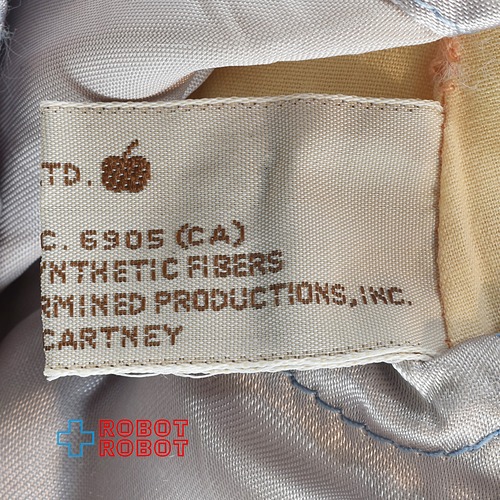 TD.
C. 6905 (CA)
YNTHETIC FIBERS
RMINED PRODUCTIONS, INC.
CARTNEY
ROBOT
ROBOT